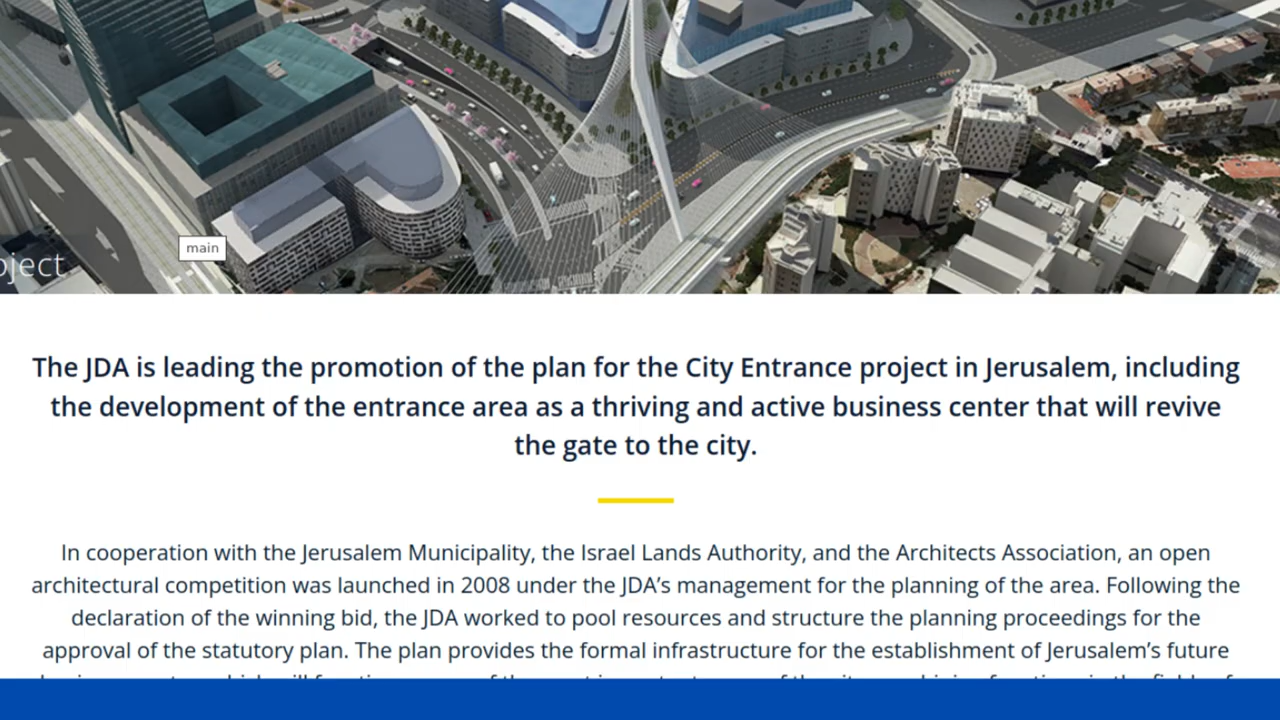 oject
main
The JDA is leading the promotion of the plan for the City Entrance project in Jerusalem, including
the development of the entrance area as a thriving and active business center that will revive
the gate to the city.
In cooperation with the Jerusalem Municipality, the Israel Lands Authority, and the Architects Association, an open
architectural competition was launched in 2008 under the JDA’s management for the planning of the area. Following the
declaration of the winning bid, the JDA worked to pool resources and structure the planning proceedings for the
approval of the statutory plan. The plan provides the formal infrastructure for the establishment of Jerusalem’s future